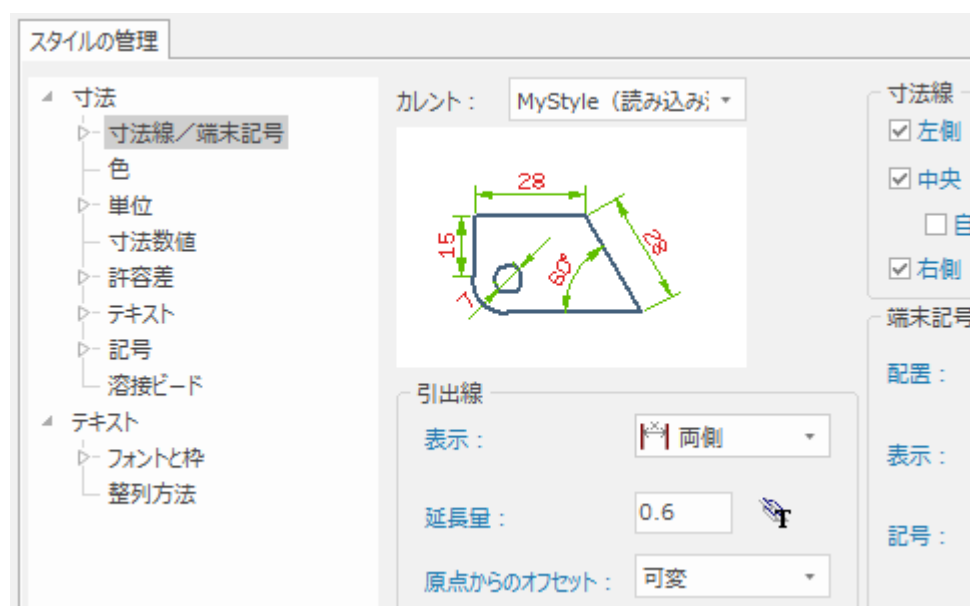 スタイルの管理
寸法
寸法線／端末記号
色
単位
寸法数値
許容差
テキスト
記号
溶接ビード
テキスト
フォントと枠
整列方法
カレント：
MyStyle（読み込み
28
15
28
60°
7
引出線
表示：
両側
延長量：
0.6
原点からのオフセット：
可変
寸法線
左側
中央
右側
端末記号
配置：
表示：
記号：